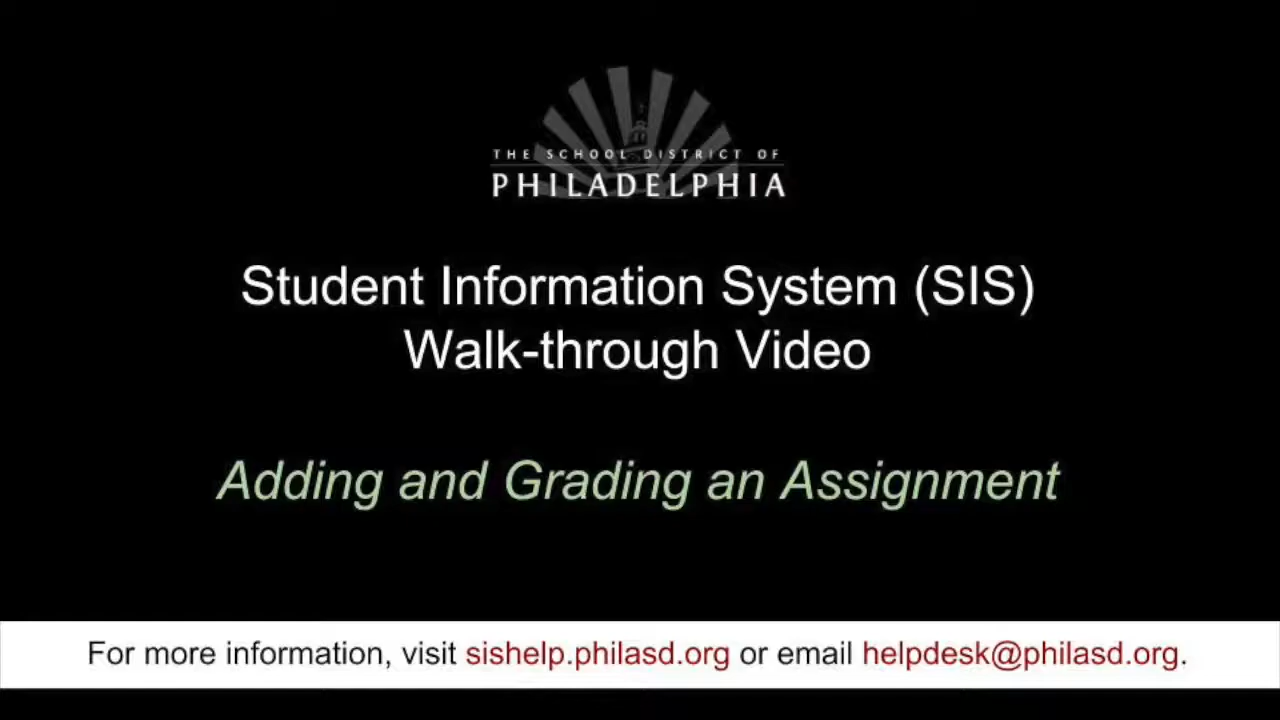 THE SCHOOL DISTRICT OF
PHILADELPHIA
Student Information System (SIS)
Walk-through Video
Adding and Grading an Assignment
For more information, visit sishelp.philasd.org or email helpdesk@philasd.org.